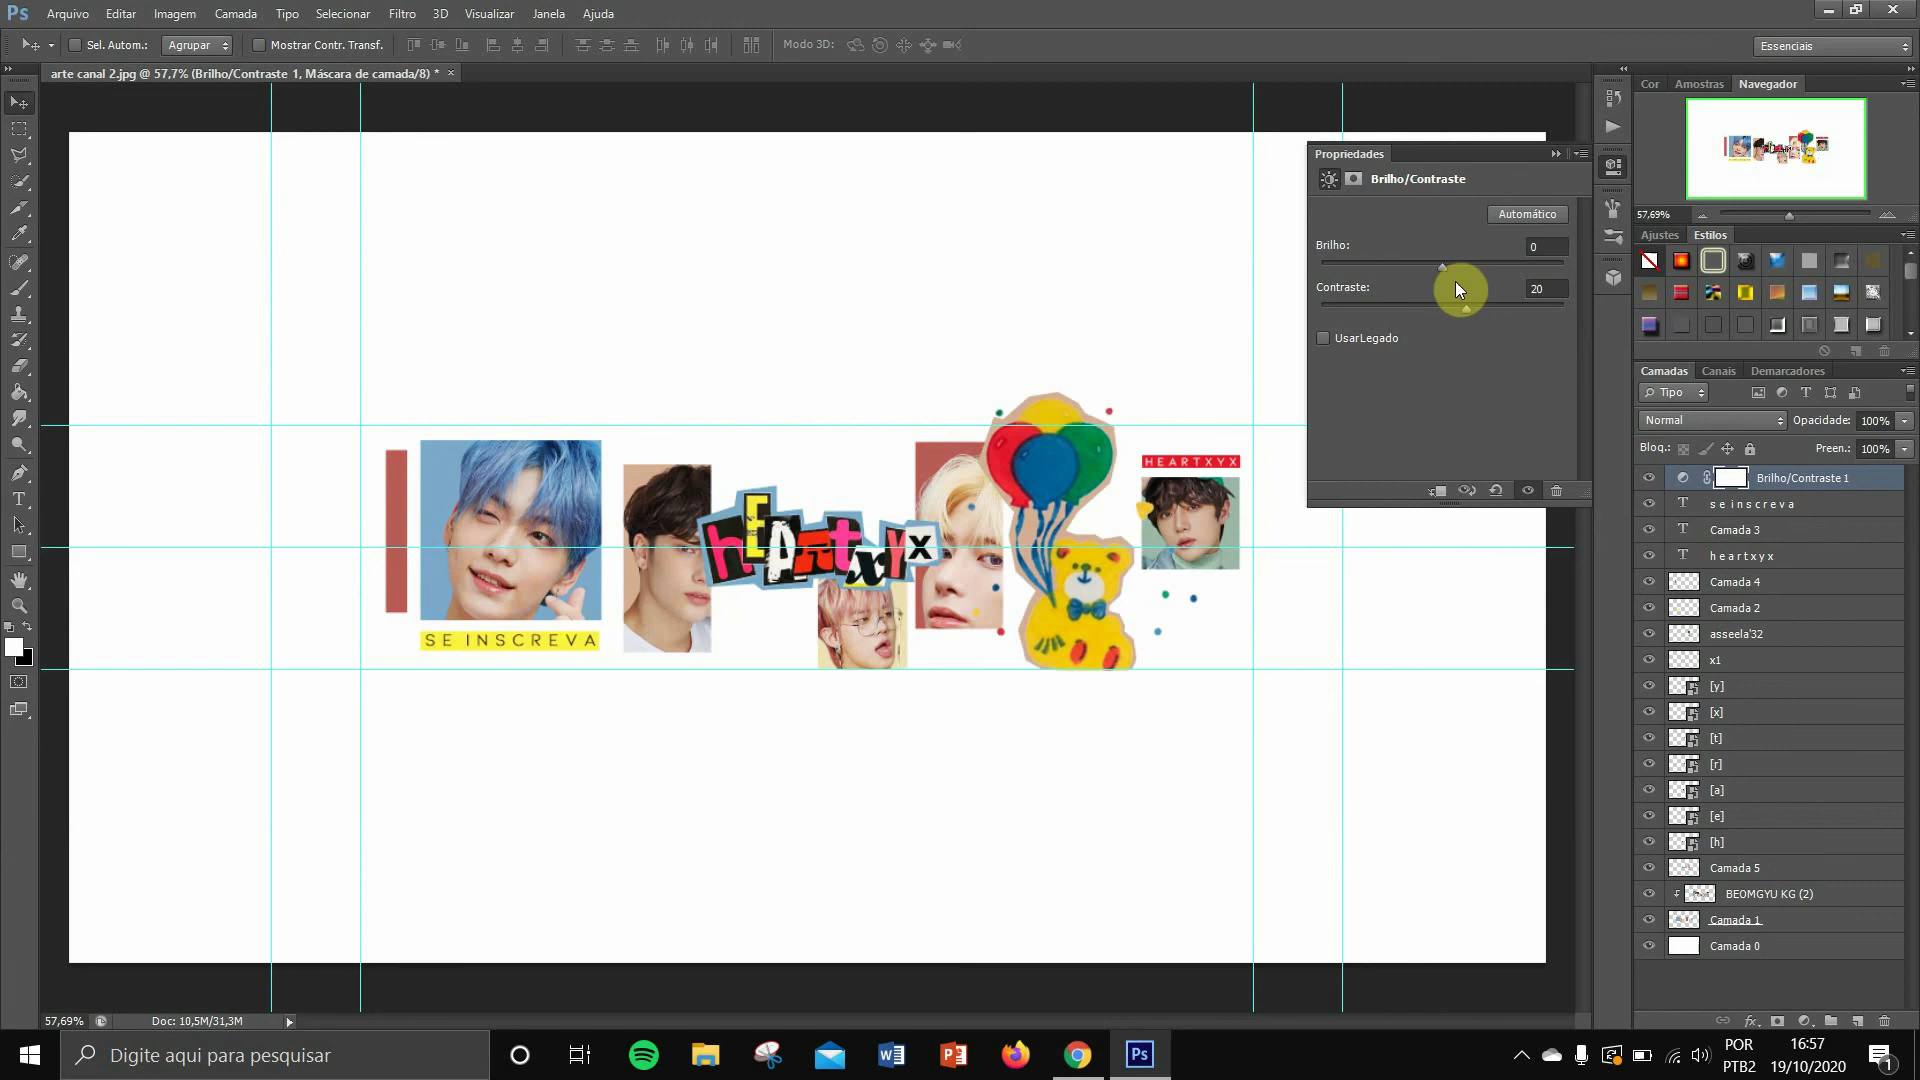 Ps Arquivo Editar Imagem Camada Tipo Selecionar Filtro 3D Visualizar Janela Ajuda
Sel. Autom.: Agrupar Mostrar Contr. Transf. Modo 3D: Essenciais
arte canal 2.jpg @ 57,7% (Brilho/Contraste 1, Máscara de camada/8) * ×
Cor Amostras Navegador
57,69%
Propriedades
Brilho/Contraste
Automático
Brilho: 0
Contraste: 20
UsarLegado
Ajustes Estilos
Camadas Canais Demarcadores
Tipo
Normal Opacidade: 100%
Bloq.: Preen.: 100%
Brilho/Contraste 1
s e i n s c r e v a
Camada 3
h e a r t x y x
Camada 4
Camada 2
asseela'32
x1
[y]
[x]
[t]
[r]
[a]
[e]
[h]
Camada 5
BEOMGYU KG (2)
Camada 1
Camada 0
HEARTXYX
hEArtxyx
SE INSCREVA
57,69% Doc: 10,5M/31,3M
Digite aqui para pesquisar
POR
PTB2
16:57
19/10/2020
1